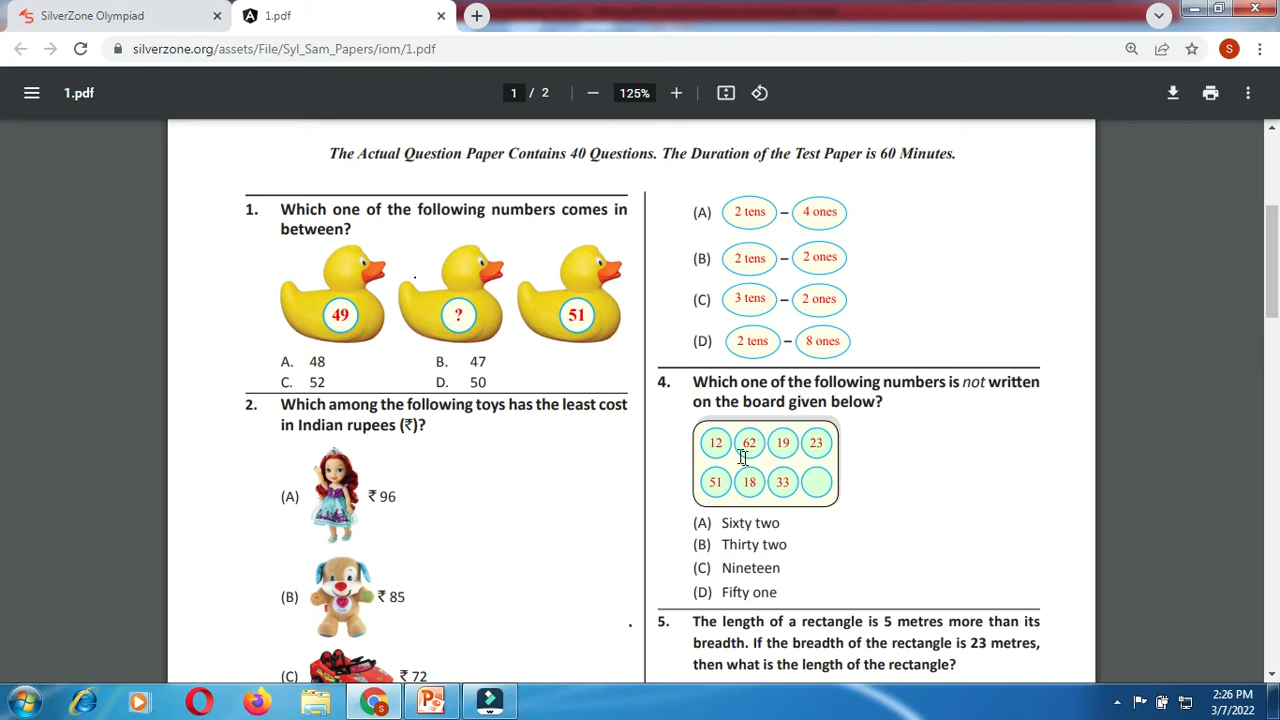 SilverZone Olympiad
1.pdf
silverzone.org/assets/File/Syl_Sam_Papers/iom/1.pdf
S
1.pdf
1 / 2
125%
The Actual Question Paper Contains 40 Questions. The Duration of the Test Paper is 60 Minutes.
1. Which one of the following numbers comes in
between?
49 ? 51
A. 48 B. 47
C. 52 D. 50
2. Which among the following toys has the least cost
in Indian rupees (₹)?
(A) ₹ 96
(B) ₹ 85
(C) ₹ 72
(A) 2 tens – 4 ones
(B) 2 tens – 2 ones
(C) 3 tens – 2 ones
(D) 2 tens – 8 ones
4. Which one of the following numbers is not written
on the board given below?
12 62 19 23
51 18 33
(A) Sixty two
(B) Thirty two
(C) Nineteen
(D) Fifty one
5. The length of a rectangle is 5 metres more than its
breadth. If the breadth of the rectangle is 23 metres,
then what is the length of the rectangle?
S
P
2:26 PM
3/7/2022